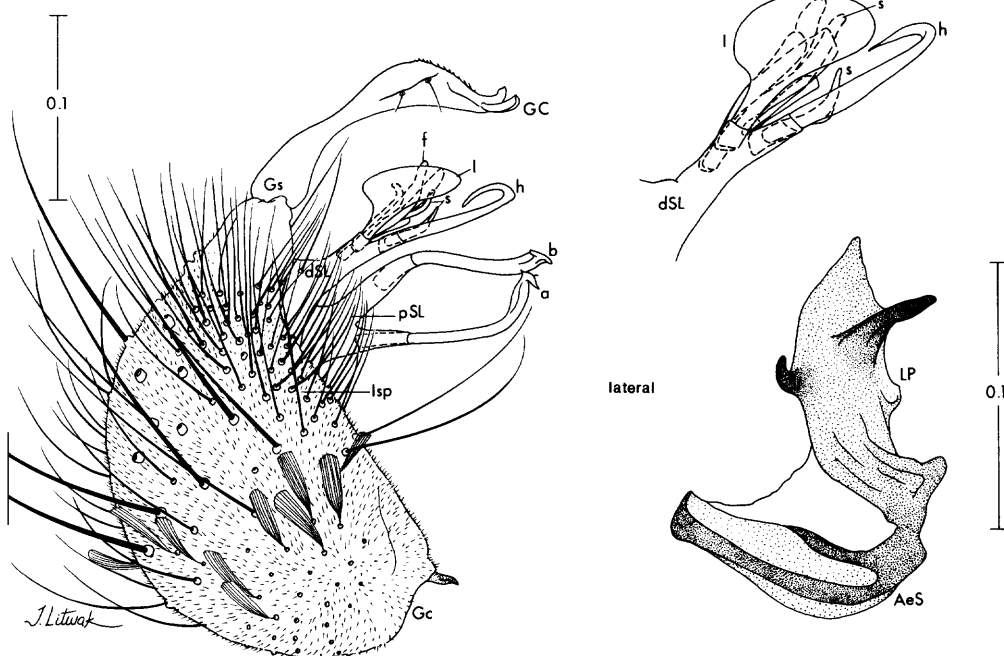 0.1
GC
f
l
h
Gs
s
dSL
b
a
pSL
lsp
Gc
J. Litwak
s
l
h
s
dSL
lateral
LP
0.1
AeS